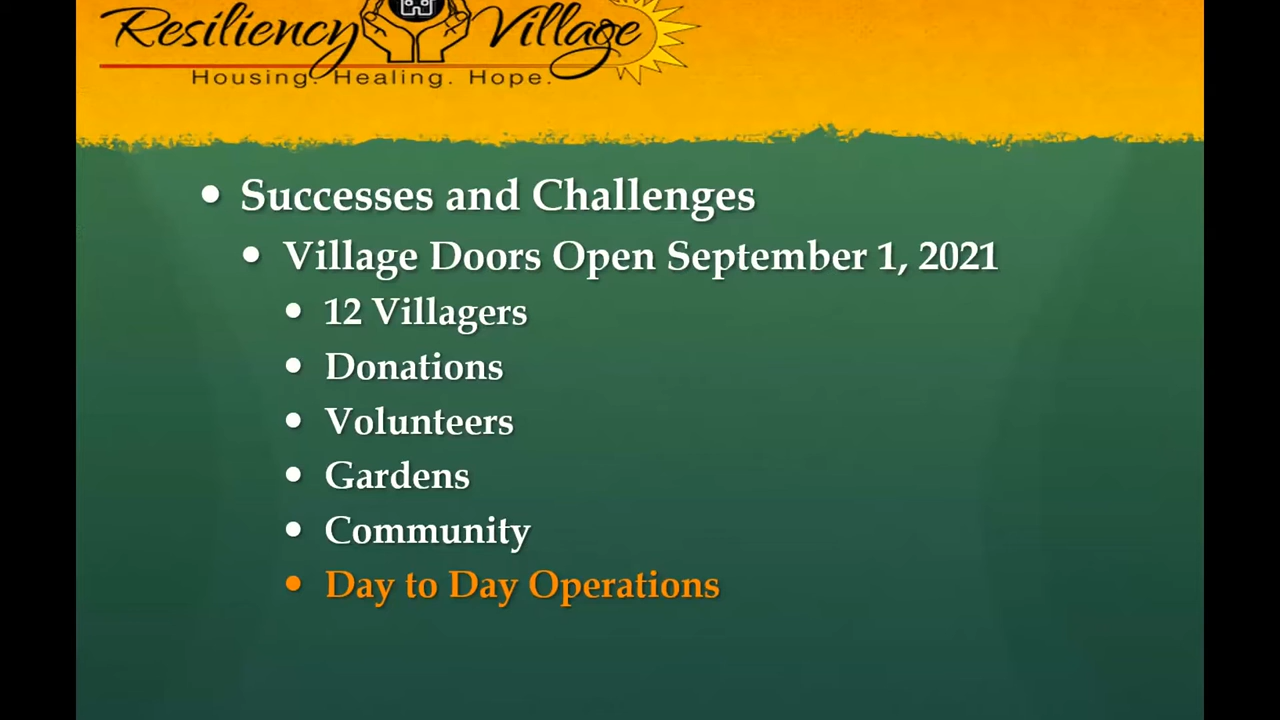 Resiliency Village
Housing. Healing. Hope.
Successes and Challenges
Village Doors Open September 1, 2021
12 Villagers
Donations
Volunteers
Gardens
Community
Day to Day Operations